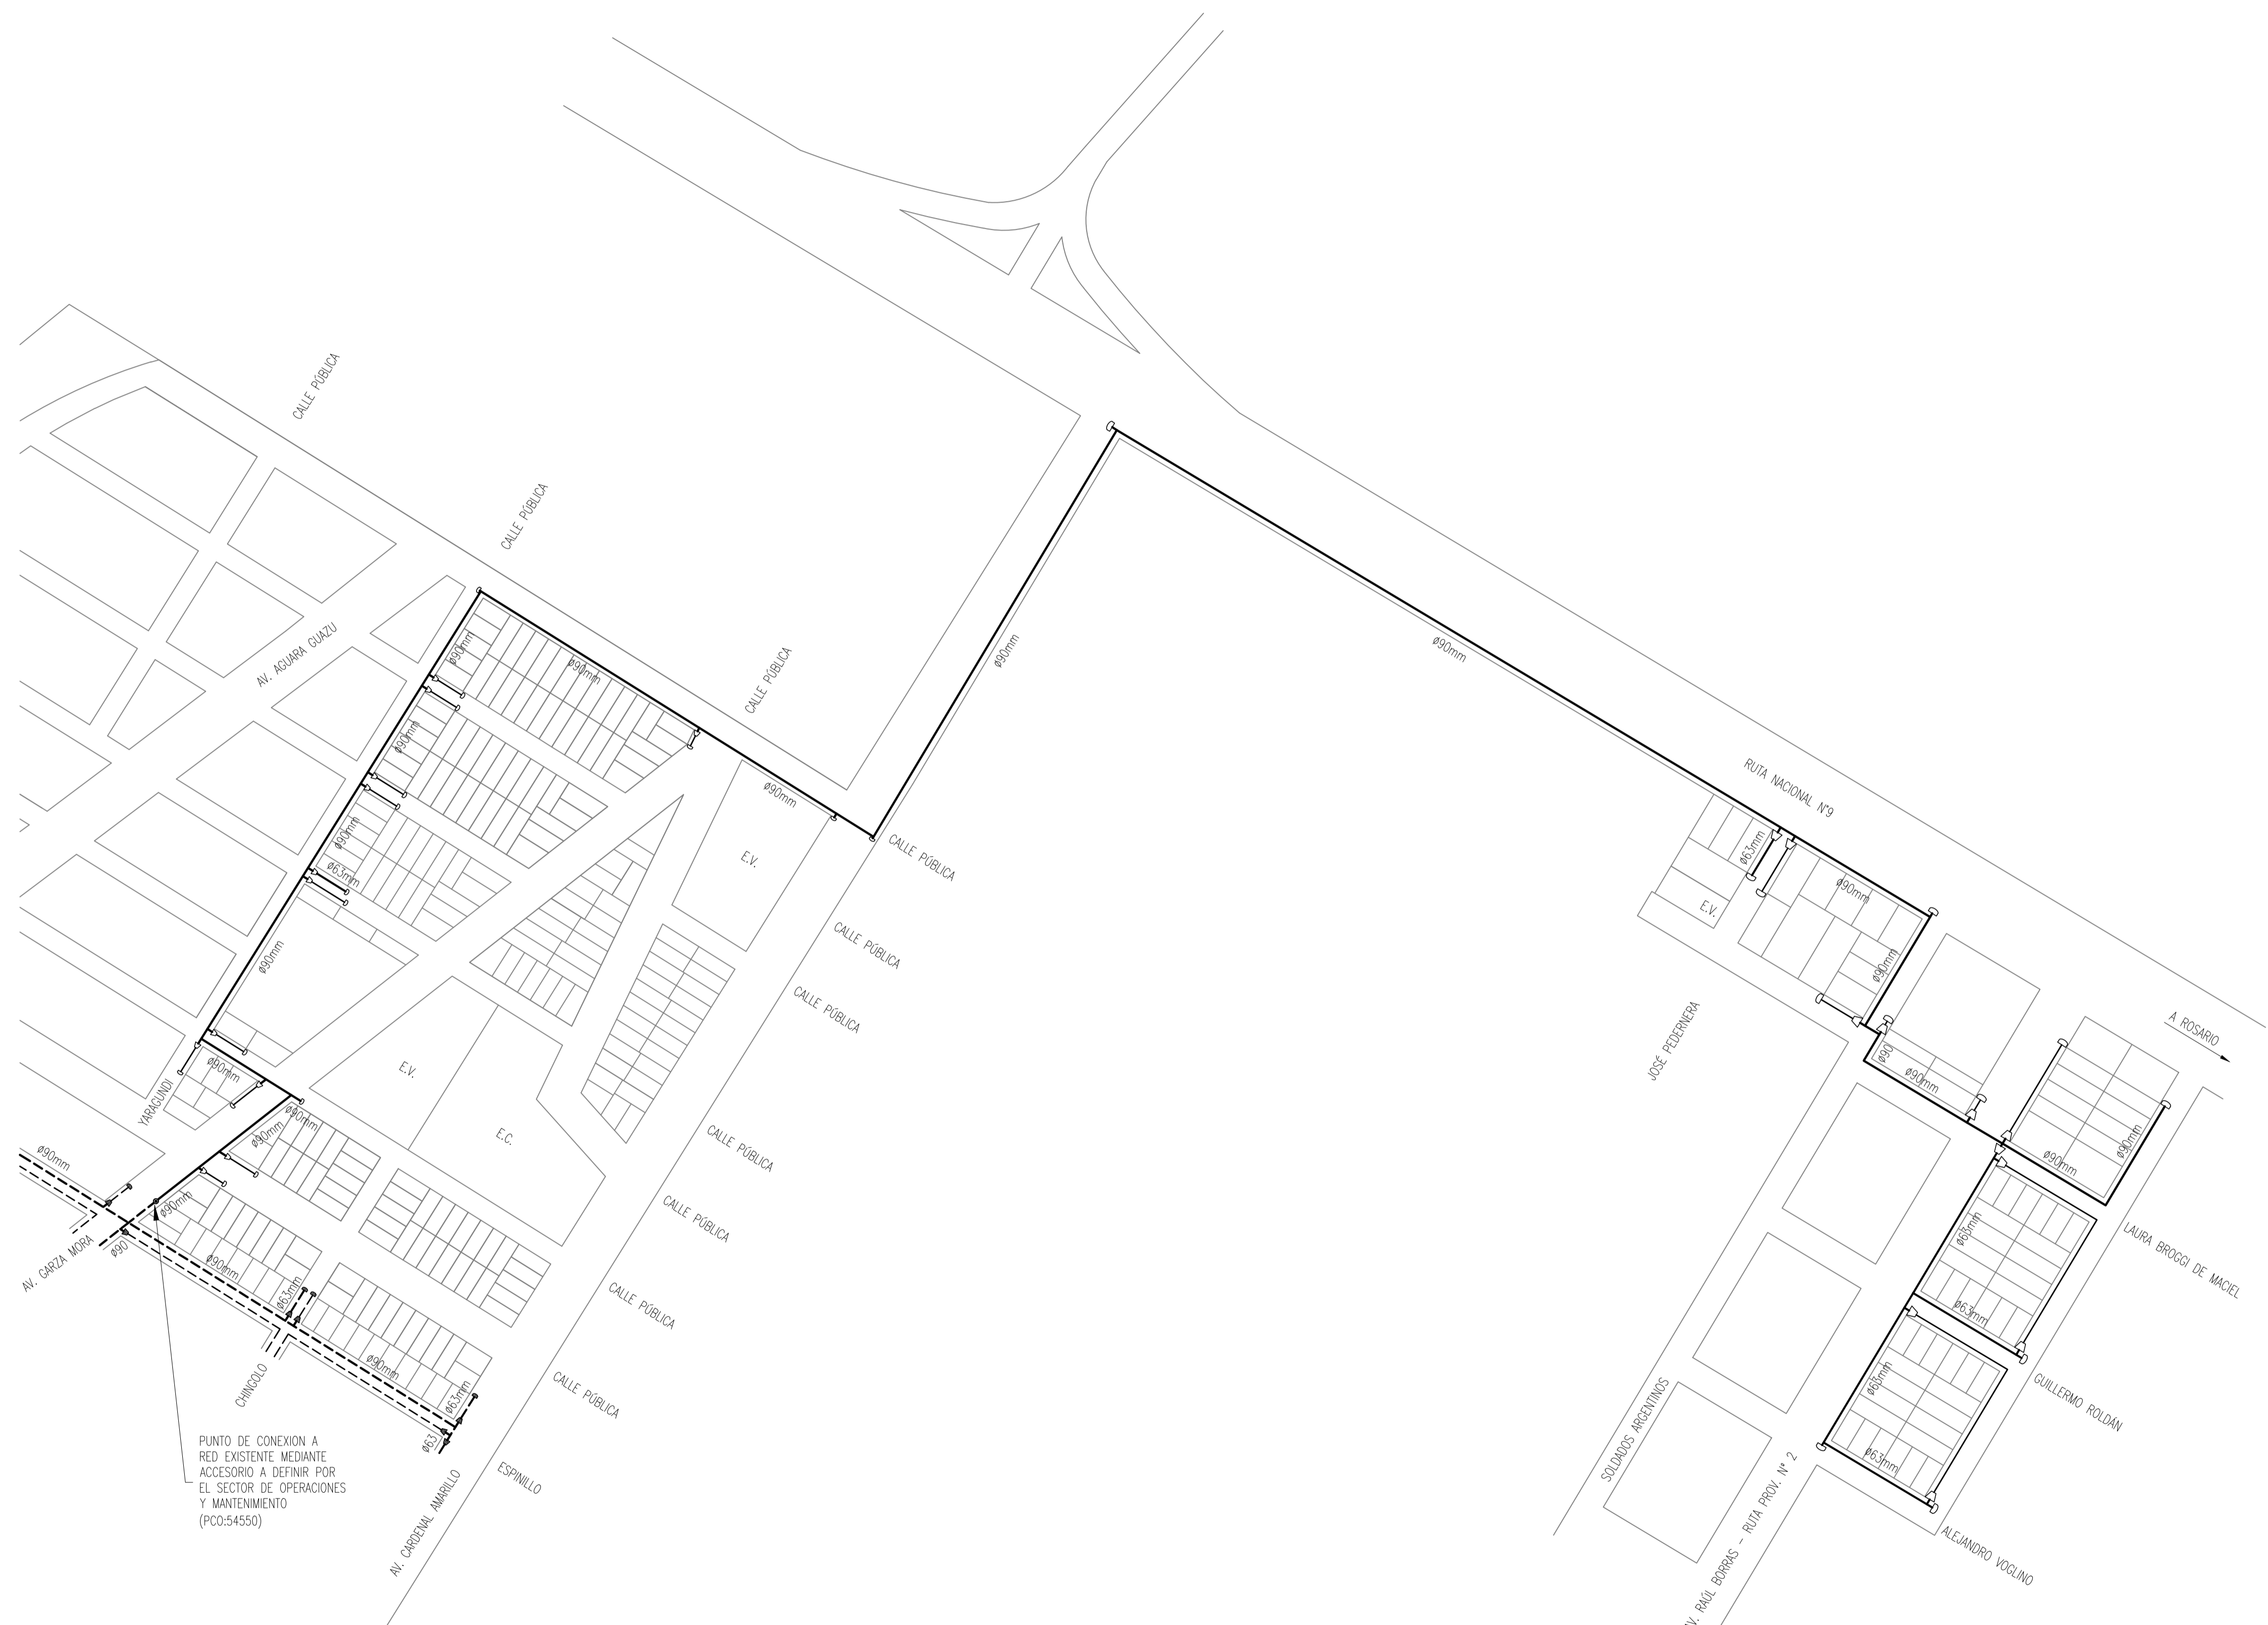 CALLE PÚBLICA
CALLE PÚBLICA
CALLE PÚBLICA
AV. AGUARA GUAZU
ø90mm
ø90mm
ø90mm
ø90mm
ø90mm
RUTA NACIONAL N°9
ø90mm
ø90mm
ø63mm
ø90mm
ø63mm
E.V.
CALLE PÚBLICA
ø90mm
E.V.
CALLE PÚBLICA
ø90mm
ø90mm
CALLE PÚBLICA
JOSÉ PEDERNERA
A ROSARIO
ø90
ø90mm
E.V.
ø90mm
YARAGUNDÍ
ø90mm
ø90mm
E.C.
CALLE PÚBLICA
ø90mm
ø90mm
ø90mm
ø90mm
CALLE PÚBLICA
ø63mm
LAURA BROGGI DE MACIEL
AV. GARZA MORA
ø90
ø90mm
ø63mm
CALLE PÚBLICA
ø63mm
CHINGOLO
ø90mm
ø63mm
CALLE PÚBLICA
ø63mm
GUILLERMO ROLDÁN
ø63
ø63mm
SOLDADOS ARGENTINOS
PUNTO DE CONEXION A
RED EXISTENTE MEDIANTE
ACCESORIO A DEFINIR POR
EL SECTOR DE OPERACIONES
Y MANTENIMIENTO
(PCO:54550)
ESPINILLO
AV. CARDENAL AMARILLO
RAÚL BORRAS - RUTA PROV. N° 2
ALEJANDRO VOGLINO